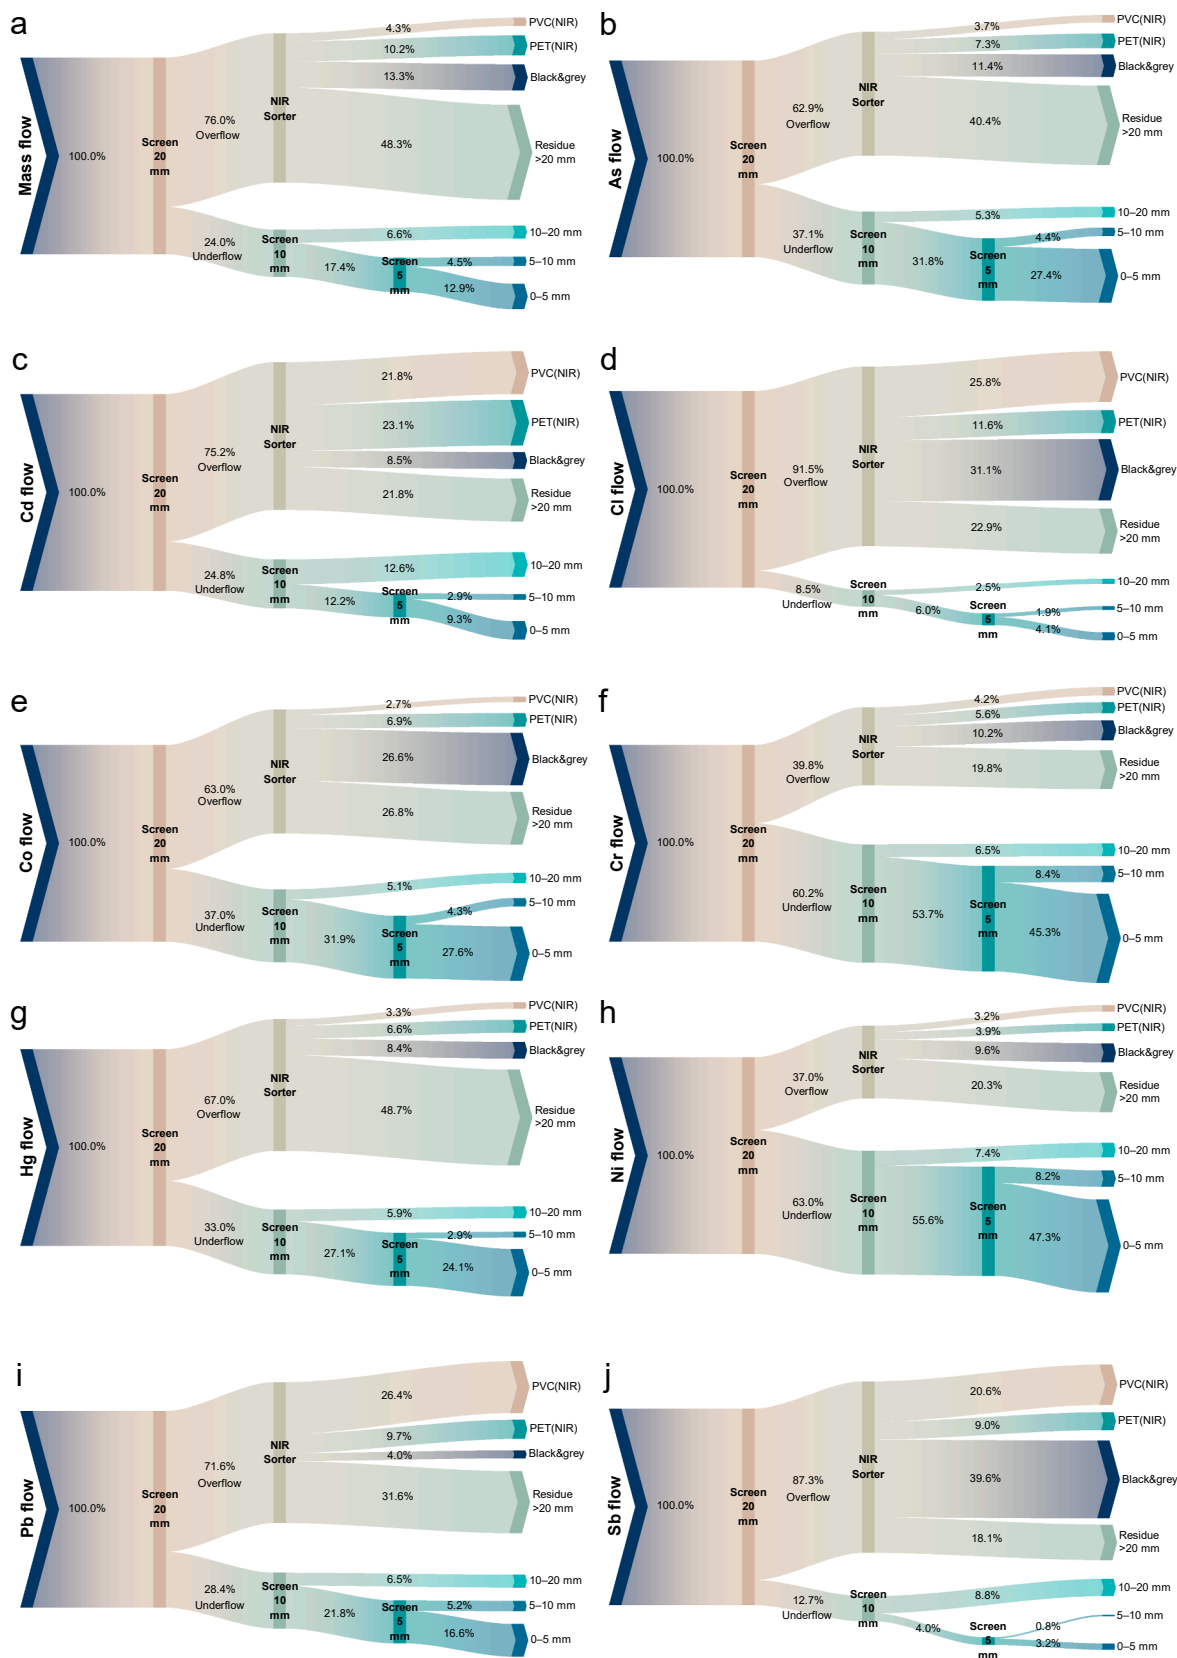 a
Mass flow
100.0%
Screen
20
mm
76.0%
Overflow
24.0%
Underflow
NIR
Sorter
4.3%
10.2%
13.3%
48.3%
PVC(NIR)
PET(NIR)
Black&grey
Residue
>20 mm
Screen
10
mm
6.6%
17.4%
Screen
5
mm
4.5%
12.9%
10–20 mm
5–10 mm
0–5 mm
b
As flow
100.0%
Screen
20
mm
62.9%
Overflow
37.1%
Underflow
NIR
Sorter
3.7%
7.3%
11.4%
40.4%
PVC(NIR)
PET(NIR)
Black&grey
Residue
>20 mm
Screen
10
mm
5.3%
31.8%
Screen
5
mm
4.4%
27.4%
10–20 mm
5–10 mm
0–5 mm
c
Cd flow
100.0%
Screen
20
mm
75.2%
Overflow
24.8%
Underflow
NIR
Sorter
21.8%
23.1%
8.5%
21.8%
PVC(NIR)
PET(NIR)
Black&grey
Residue
>20 mm
Screen
10
mm
12.6%
12.2%
Screen
5
mm
2.9%
9.3%
10–20 mm
5–10 mm
0–5 mm
d
Cl flow
100.0%
Screen
20
mm
91.5%
Overflow
8.5%
Underflow
NIR
Sorter
25.8%
11.6%
31.1%
22.9%
PVC(NIR)
PET(NIR)
Black&grey
Residue
>20 mm
Screen
10
mm
2.5%
6.0%
Screen
5
mm
1.9%
4.1%
10–20 mm
5–10 mm
0–5 mm
e
Co flow
100.0%
Screen
20
mm
63.0%
Overflow
37.0%
Underflow
NIR
Sorter
2.7%
6.9%
26.6%
26.8%
PVC(NIR)
PET(NIR)
Black&grey
Residue
>20 mm
Screen
10
mm
5.1%
31.9%
Screen
5
mm
4.3%
27.6%
10–20 mm
5–10 mm
0–5 mm
f
Cr flow
100.0%
Screen
20
mm
39.8%
Overflow
60.2%
Underflow
NIR
Sorter
4.2%
5.6%
10.2%
19.8%
PVC(NIR)
PET(NIR)
Black&grey
Residue
>20 mm
Screen
10
mm
6.5%
53.7%
Screen
5
mm
8.4%
45.3%
10–20 mm
5–10 mm
0–5 mm
g
Hg flow
100.0%
Screen
20
mm
67.0%
Overflow
33.0%
Underflow
NIR
Sorter
3.3%
6.6%
8.4%
48.7%
PVC(NIR)
PET(NIR)
Black&grey
Residue
>20 mm
Screen
10
mm
5.9%
27.1%
Screen
5
mm
2.9%
24.1%
10–20 mm
5–10 mm
0–5 mm
h
Ni flow
100.0%
Screen
20
mm
37.0%
Overflow
63.0%
Underflow
NIR
Sorter
3.2%
3.9%
9.6%
20.3%
PVC(NIR)
PET(NIR)
Black&grey
Residue
>20 mm
Screen
10
mm
7.4%
55.6%
Screen
5
mm
8.2%
47.3%
10–20 mm
5–10 mm
0–5 mm
i
Pb flow
100.0%
Screen
20
mm
71.6%
Overflow
28.4%
Underflow
NIR
Sorter
26.4%
9.7%
4.0%
31.6%
PVC(NIR)
PET(NIR)
Black&grey
Residue
>20 mm
Screen
10
mm
6.5%
21.8%
Screen
5
mm
5.2%
16.6%
10–20 mm
5–10 mm
0–5 mm
j
Sb flow
100.0%
Screen
20
mm
87.3%
Overflow
12.7%
Underflow
NIR
Sorter
20.6%
9.0%
39.6%
18.1%
PVC(NIR)
PET(NIR)
Black&grey
Residue
>20 mm
Screen
10
mm
8.8%
4.0%
Screen
5
mm
0.8%
3.2%
10–20 mm
5–10 mm
0–5 mm